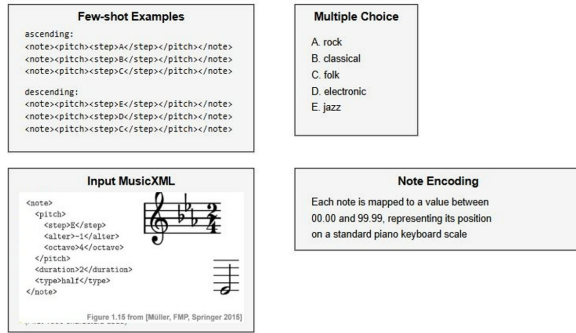 Few-shot Examples
ascending:
<note><pitch><step>A</step></pitch></note>
<note><pitch><step>B</step></pitch></note>
<note><pitch><step>C</step></pitch></note>
descending:
<note><pitch><step>E</step></pitch></note>
<note><pitch><step>D</step></pitch></note>
<note><pitch><step>C</step></pitch></note>
Multiple Choice
A. rock
B. classical
C. folk
D. electronic
E. jazz
Input MusicXML
<note>
<pitch>
<step>E</step>
<alter>-1</alter>
<octave>4</octave>
</pitch>
<duration>2</duration>
<type>half</type>
</note>
2
4
Figure 1.15 from [Müller, FMP, Springer 2015]
Note Encoding
Each note is mapped to a value between
00.00 and 99.99, representing its position
on a standard piano keyboard scale